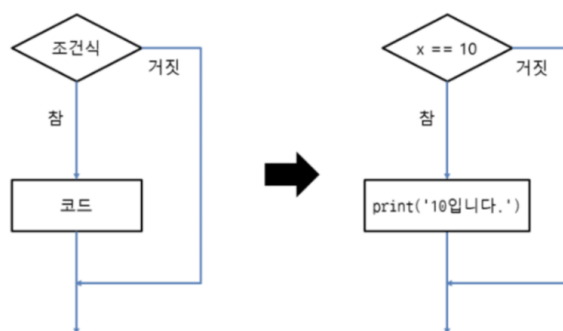 조건식
거짓
참
코드
x == 10
거짓
참
print('10입니다.')